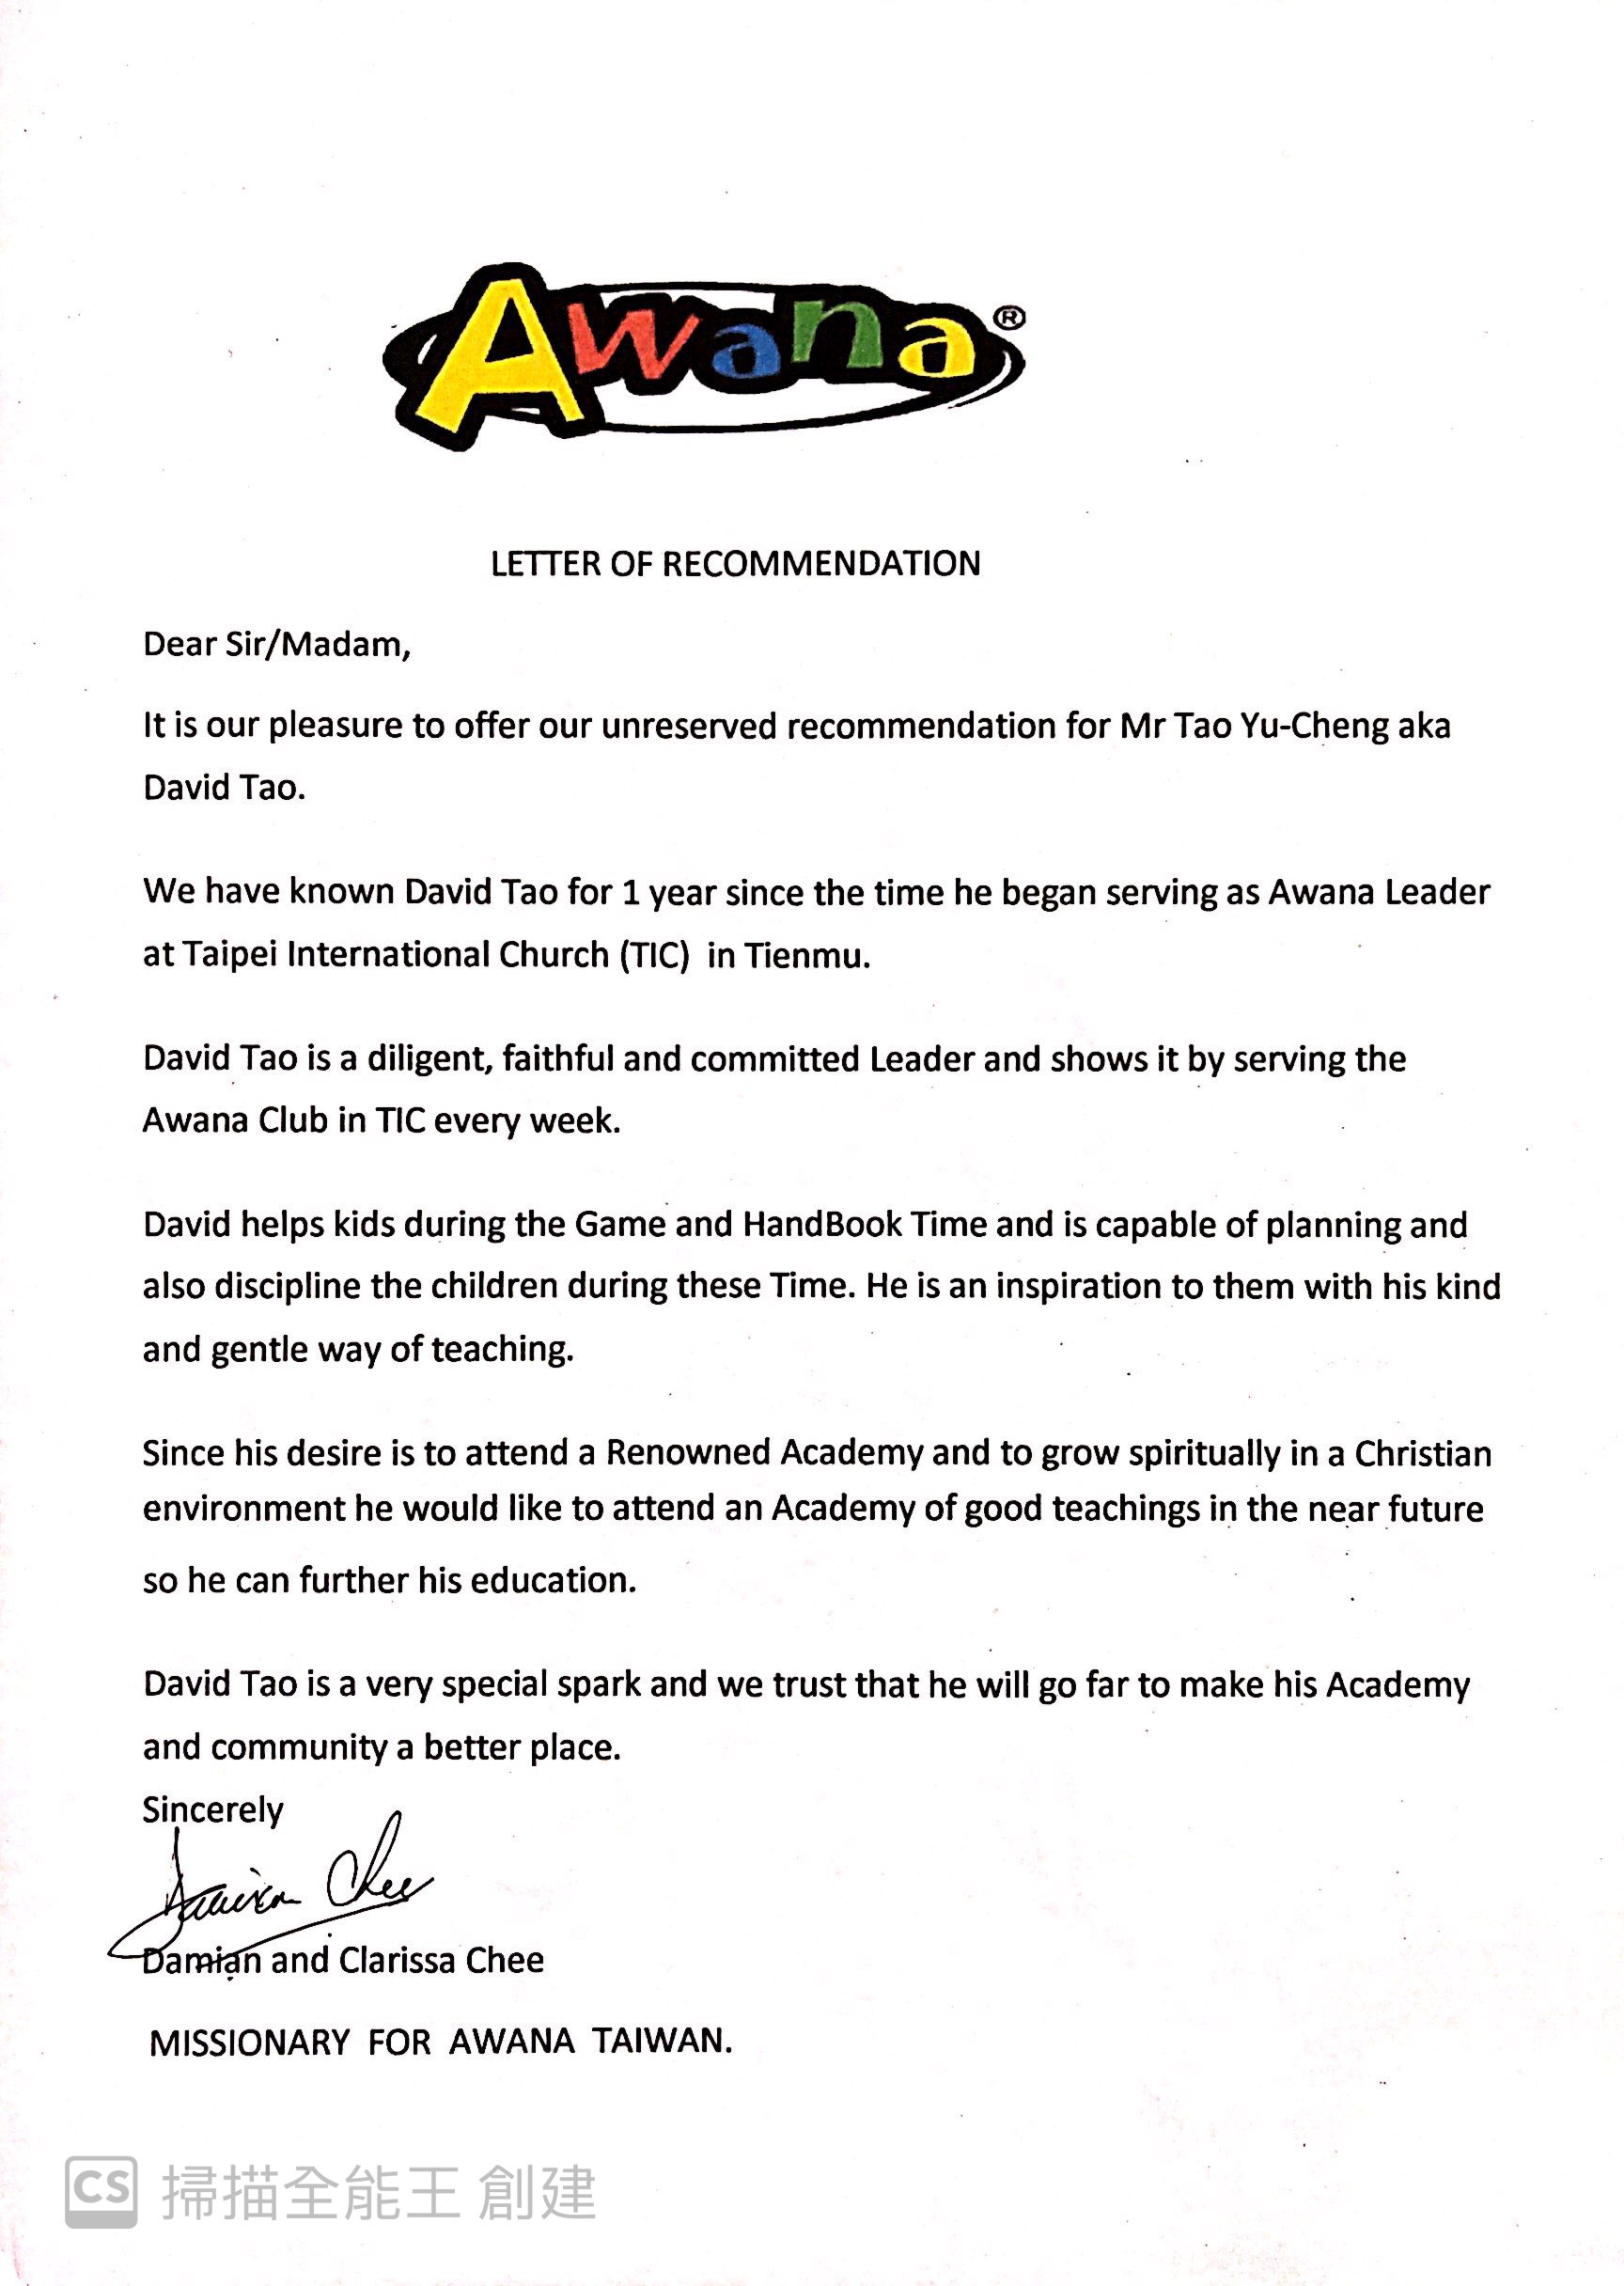 Awana®
LETTER OF RECOMMENDATION
Dear Sir/Madam,
It is our pleasure to offer our unreserved recommendation for Mr Tao Yu-Cheng aka
David Tao.
We have known David Tao for 1 year since the time he began serving as Awana Leader
at Taipei International Church (TIC) in Tienmu.
David Tao is a diligent, faithful and committed Leader and shows it by serving the
Awana Club in TIC every week.
David helps kids during the Game and HandBook Time and is capable of planning and
also discipline the children during these Time. He is an inspiration to them with his kind
and gentle way of teaching.
Since his desire is to attend a Renowned Academy and to grow spiritually in a Christian
environment he would like to attend an Academy of good teachings in the near future
so he can further his education.
David Tao is a very special spark and we trust that he will go far to make his Academy
and community a better place.
Sincerely
Chee
Damian and Clarissa Chee
MISSIONARY FOR AWANA TAIWAN.
CS 掃描全能王 創建